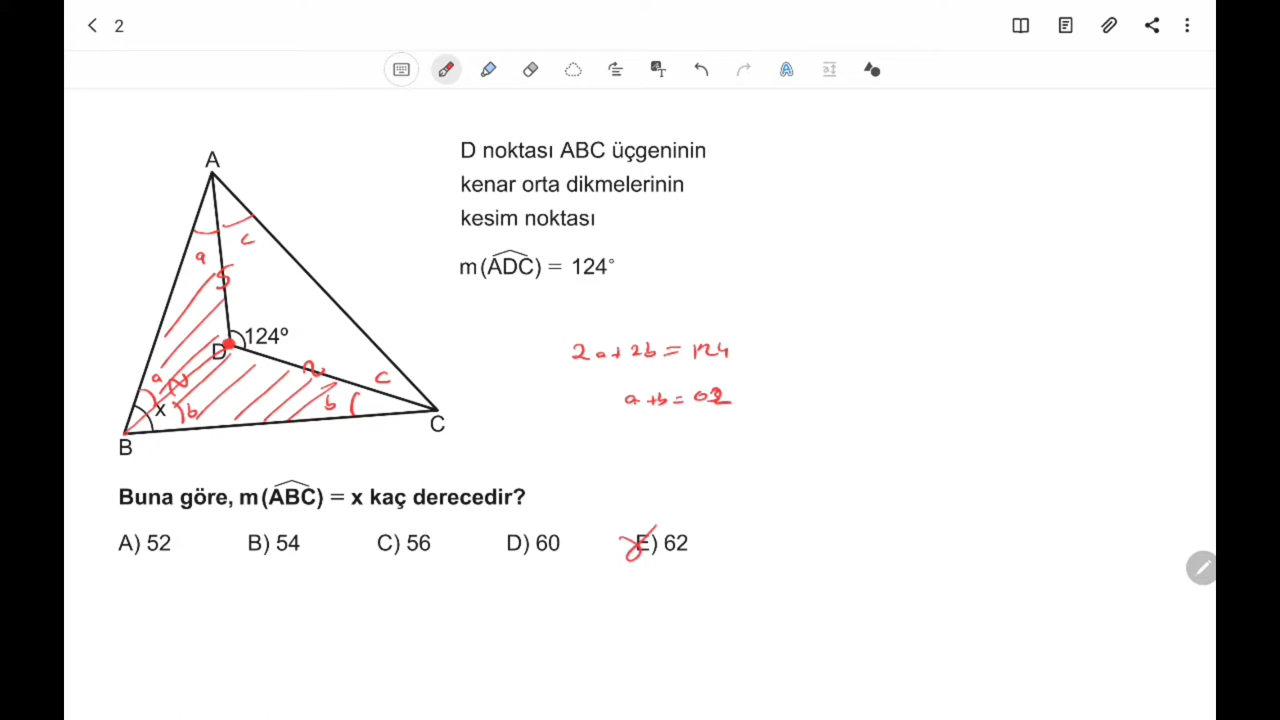 2
A
D noktası ABC üçgeninin
kenar orta dikmelerinin
kesim noktası
m(ADC) = 124°
a
c
124°
D
2a + 2b = 124
a + b = 62
a
c
x
b
b
B
C
Buna göre, m(ABC) = x kaç derecedir?
A) 52 B) 54 C) 56 D) 60 E) 62